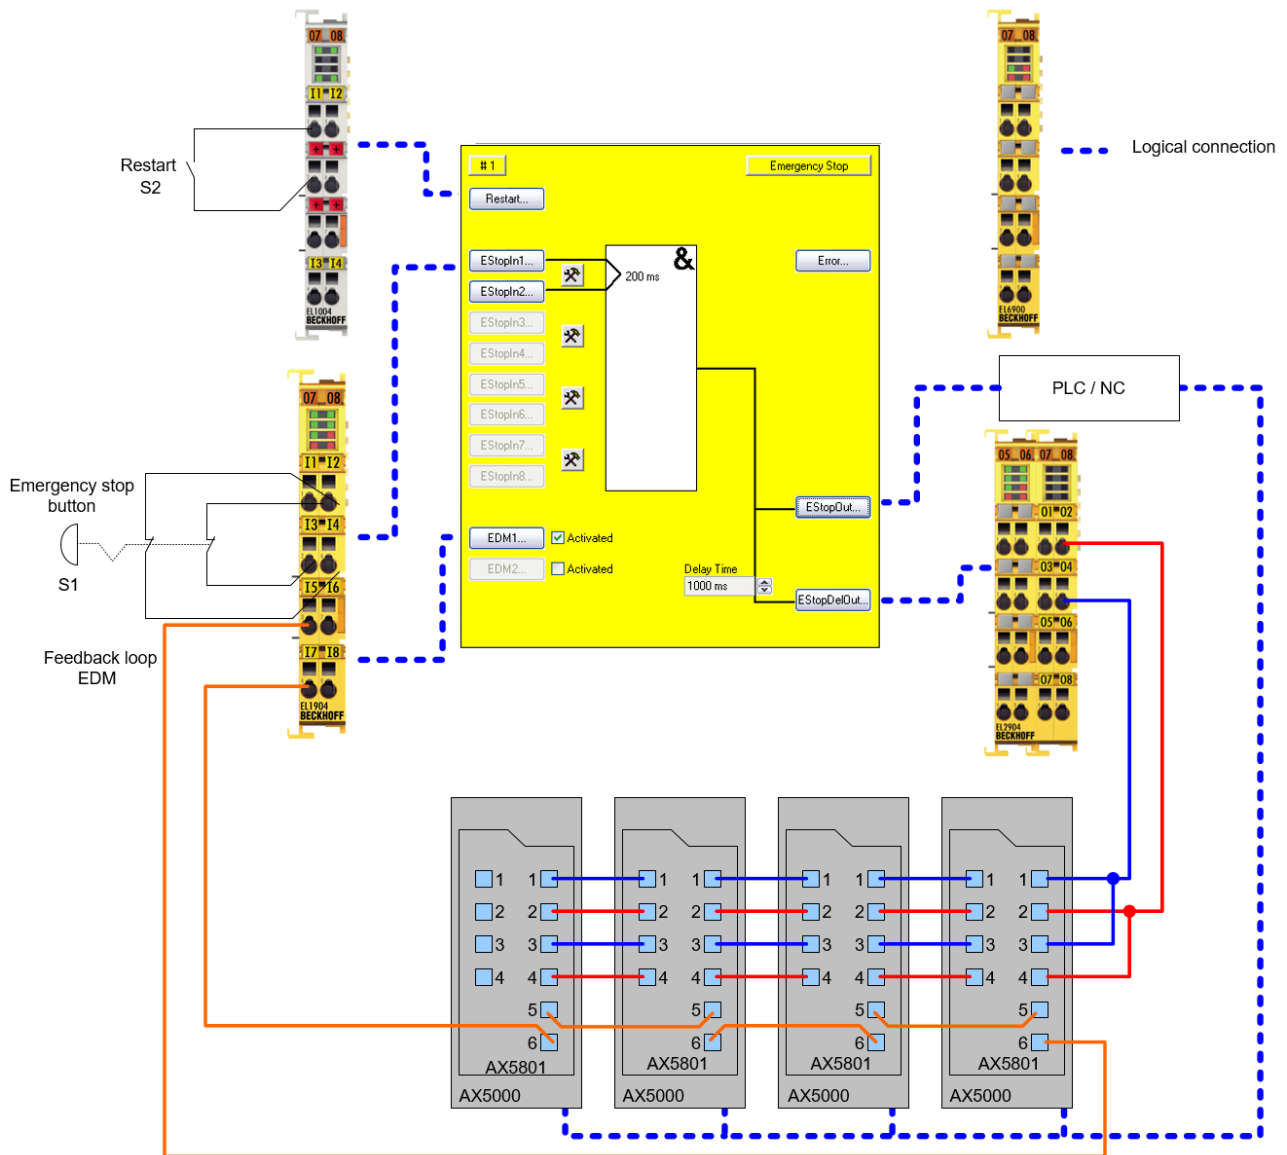 07 08
I1 I2
+ +
+ +
I3 I4
EL1004
BECKHOFF
Restart
S2
07 08
EL6900
BECKHOFF
Logical connection
# 1
Emergency Stop
Restart...
EStopIn1...
EStopIn2...
EStopIn3...
EStopIn4...
EStopIn5...
EStopIn6...
EStopIn7...
EStopIn8...
&
200 ms
Error...
EStopOut...
EDM1...
Activated
EDM2...
Activated
Delay Time
1000 ms
EStopDelOut...
07 08
I1 I2
I3 I4
I5 I6
I7 I8
EL1904
BECKHOFF
Emergency stop
button
S1
Feedback loop
EDM
PLC / NC
05 06 07 08
01 02
03 04
05 06
07 08
EL2904
BECKHOFF
1 1 1 1 1 1 1 1
2 2 2 2 2 2 2 2
3 3 3 3 3 3 3 3
4 4 4 4 4 4 4 4
5 5 5 5
6 6 6 6
AX5801 AX5801 AX5801 AX5801
AX5000 AX5000 AX5000 AX5000